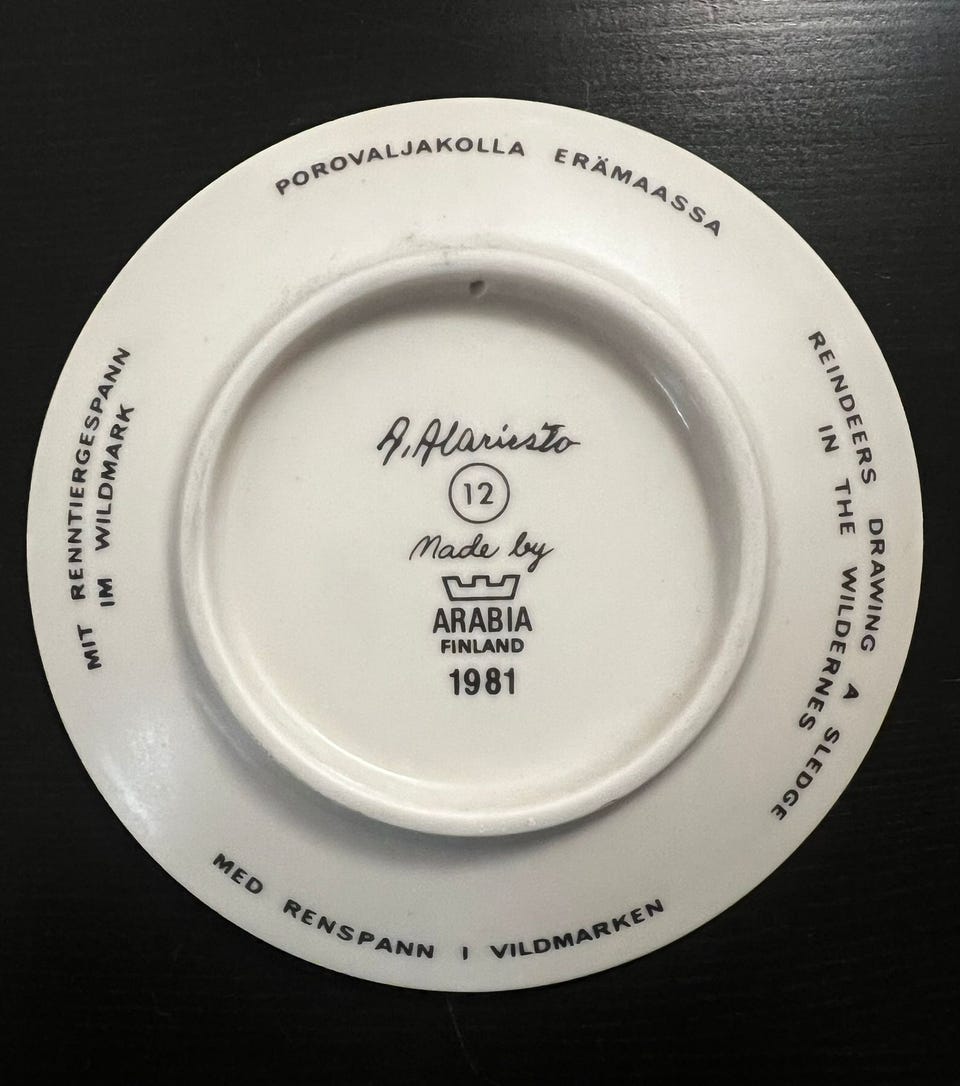 POROVALJAKOLLA ERÄMAASSA
REINDEERS DRAWING A SLEDGE
IN THE WILDERNES
MED RENSPANN I VILDMARKEN
MIT RENNTIERGESPANN
IM WILDMARK
A. Alariesto
12
Made by
ARABIA
FINLAND
1981